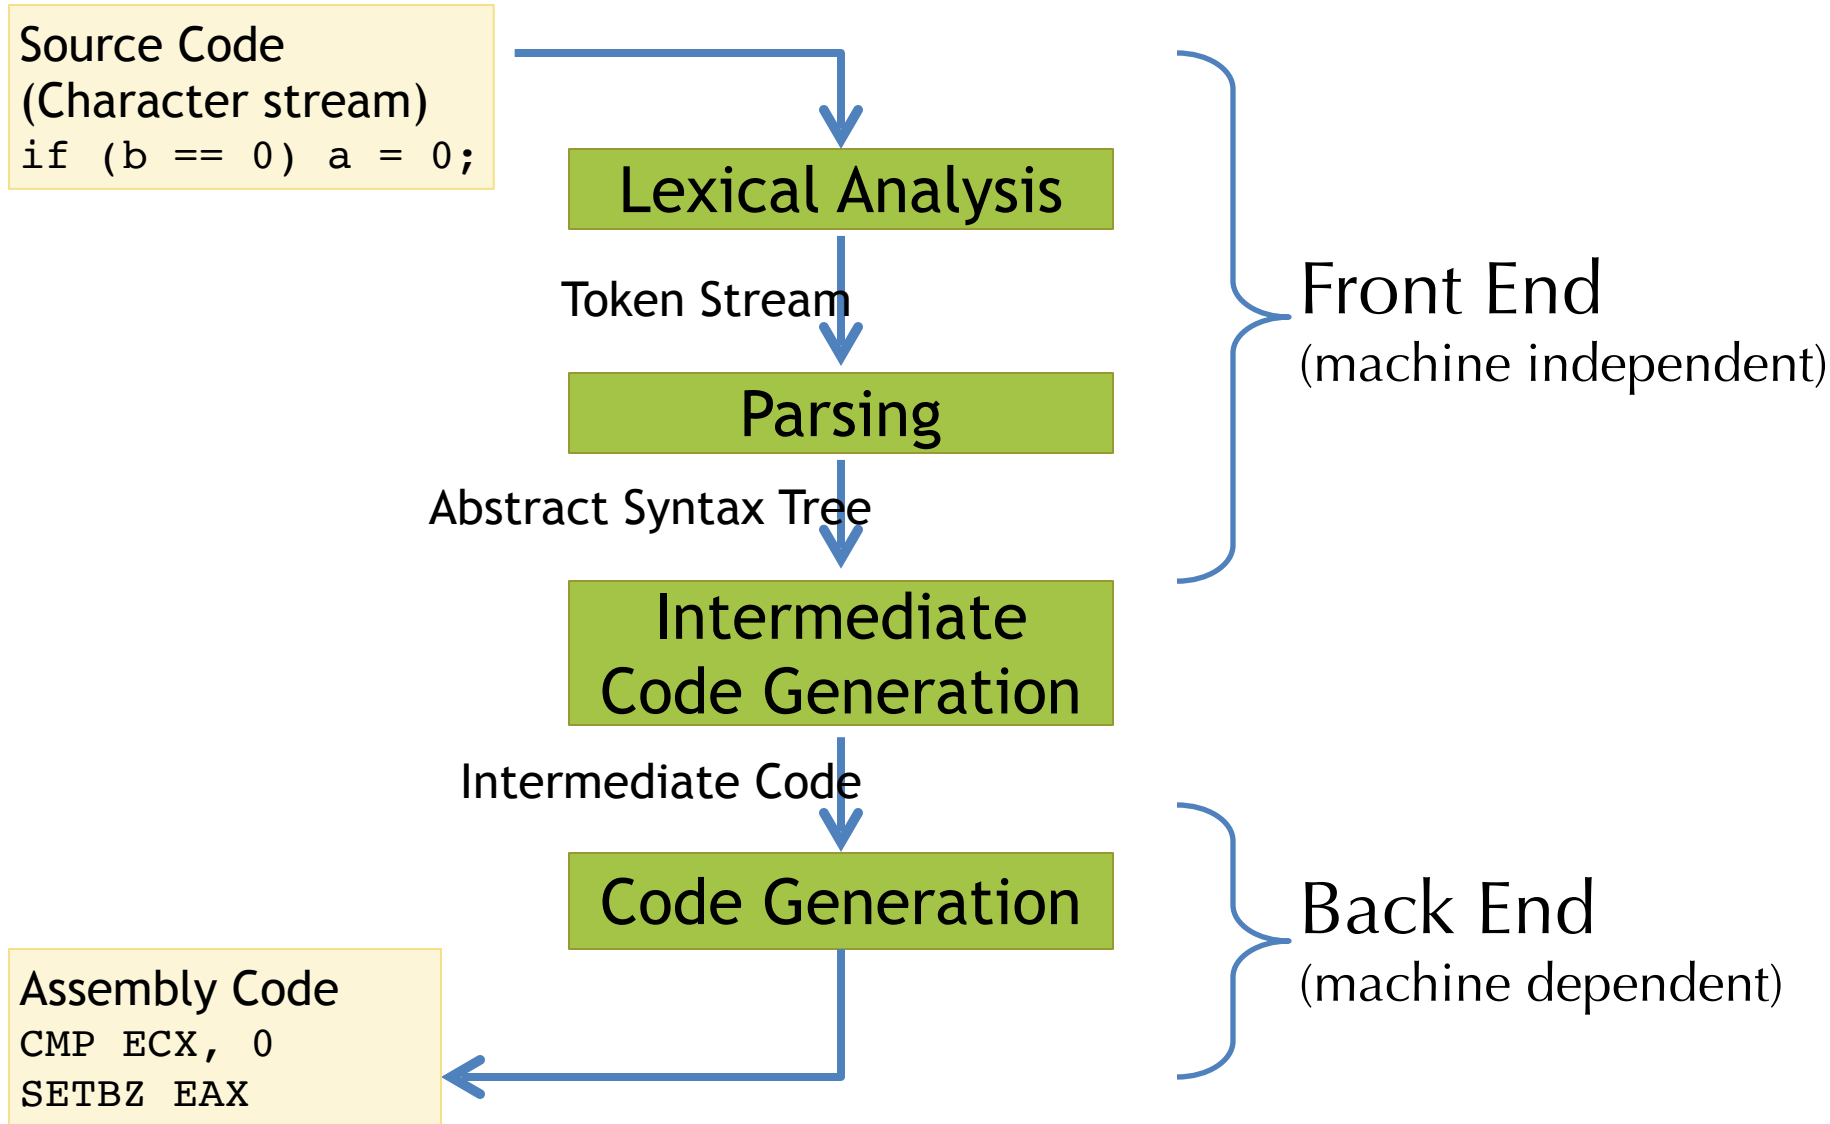 Source Code
(Character stream)
if (b == 0) a = 0;
Lexical Analysis
Token Stream
Parsing
Abstract Syntax Tree
Intermediate
Code Generation
Intermediate Code
Code Generation
Assembly Code
CMP ECX, 0
SETBZ EAX
Front End
(machine independent)
Back End
(machine dependent)